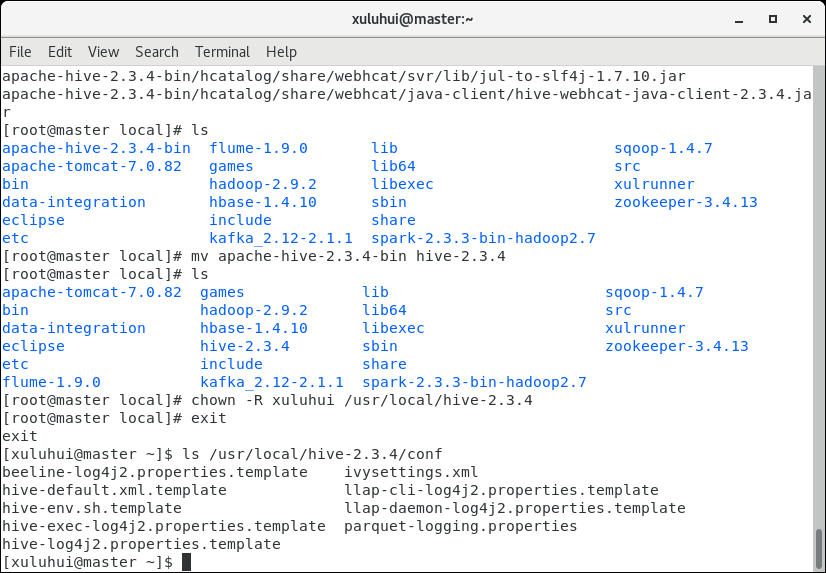 xuluhui@master:~
File Edit View Search Terminal Help
apache-hive-2.3.4-bin/hcatalog/share/webhcat/svr/lib/jul-to-slf4j-1.7.10.jar
apache-hive-2.3.4-bin/hcatalog/share/webhcat/java-client/hive-webhcat-java-client-2.3.4.ja
r
[root@master local]# ls
apache-hive-2.3.4-bin  flume-1.9.0       lib                        sqoop-1.4.7
apache-tomcat-7.0.82   games             lib64                      src
bin                    hadoop-2.9.2      libexec                    xulrunner
data-integration       hbase-1.4.10      sbin                       zookeeper-3.4.13
eclipse                include           share
etc                    kafka_2.12-2.1.1  spark-2.3.3-bin-hadoop2.7
[root@master local]# mv apache-hive-2.3.4-bin hive-2.3.4
[root@master local]# ls
apache-tomcat-7.0.82  games             lib                        sqoop-1.4.7
bin                   hadoop-2.9.2      lib64                      src
data-integration      hbase-1.4.10      libexec                    xulrunner
eclipse               hive-2.3.4        sbin                       zookeeper-3.4.13
etc                   include           share
flume-1.9.0           kafka_2.12-2.1.1  spark-2.3.3-bin-hadoop2.7
[root@master local]# chown -R xuluhui /usr/local/hive-2.3.4
[root@master local]# exit
exit
[xuluhui@master ~]$ ls /usr/local/hive-2.3.4/conf
beeline-log4j2.properties.template    ivysettings.xml
hive-default.xml.template             llap-cli-log4j2.properties.template
hive-env.sh.template                  llap-daemon-log4j2.properties.template
hive-exec-log4j2.properties.template  parquet-logging.properties
hive-log4j2.properties.template
[xuluhui@master ~]$